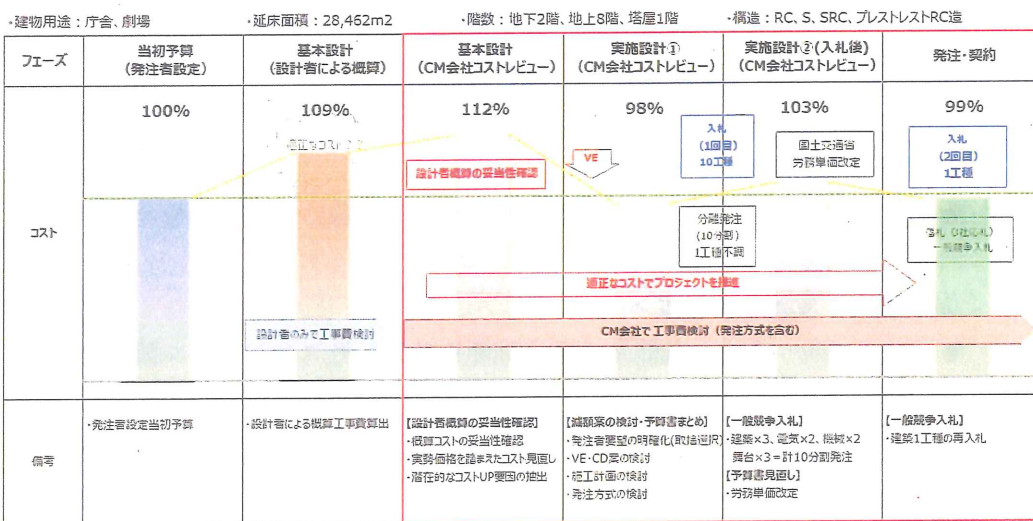 ・建物用途：庁舎、劇場 ・延床面積：28,462m2 ・階数：地下2階、地上8階、塔屋1階 ・構造：RC、S、SRC、プレストレストRC造
フェーズ
当初予算
（発注者設定）
基本設計
（設計者による概算）
基本設計
（CM会社コストレビュー）
実施設計①
（CM会社コストレビュー）
実施設計②(入札後)
（CM会社コストレビュー）
発注・契約
コスト
100%
109%
112%
98%
103%
99%
適正なコスト
設計者概算の妥当性確認
VE
入札
(1回目)
10工種
国土交通省
労務単価改定
入札
(2回目)
1工種
分離発注
(10分割)
1工種不調
落札（3社応札）
一般競争入札
適正なコストでプロジェクトを推進
設計者のみで工事費検討
CM会社で工事費検討（発注方式を含む）
備考
・発注者設定当初予算
・設計者による概算工事費算出
【設計者概算の妥当性確認】
・概算コストの妥当性確認
・実勢価格を踏まえたコスト見直し
・潜在的なコストUP要因の抽出
【減額案の検討・予算書まとめ】
・発注者要望の明確化(取捨選択)
・VE・CD案の検討
・施工計画の検討
・発注方式の検討
【一般競争入札】
・建築×3、電気×2、機械×2
舞台×3＝計10分割発注
【予算書見直し】
・労務単価改定
【一般競争入札】
・建築1工種の再入札